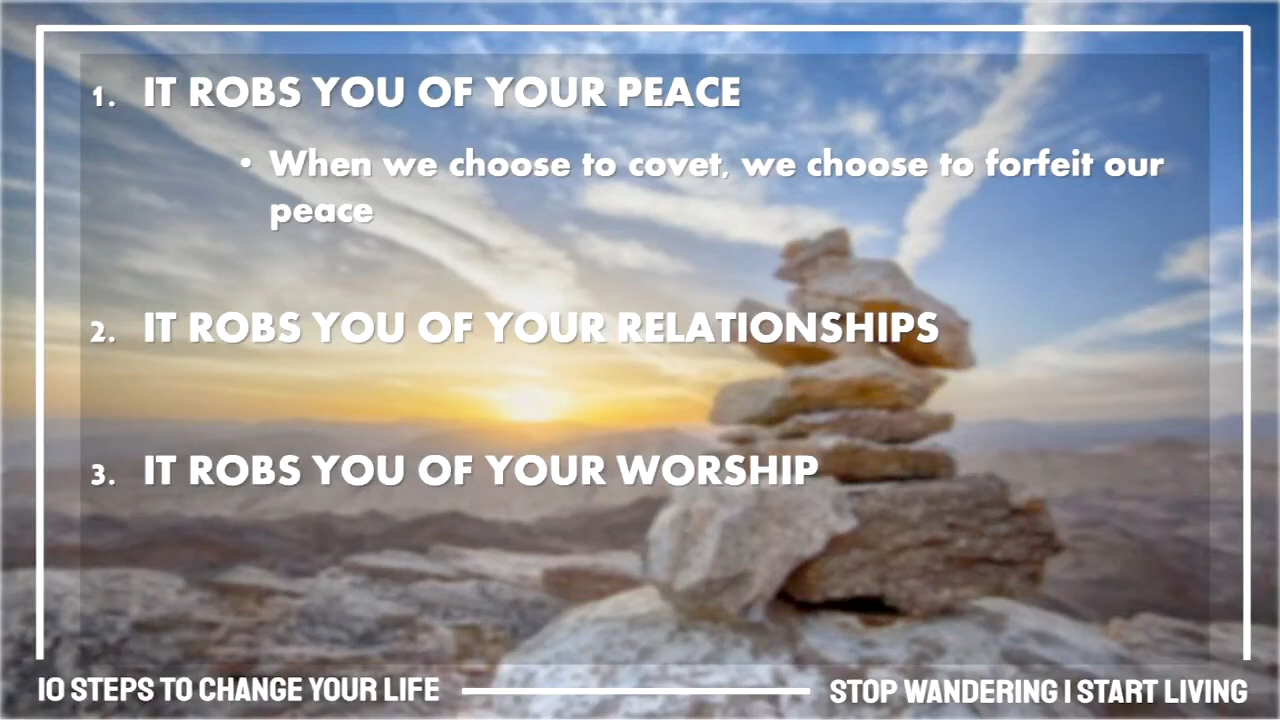 1. IT ROBS YOU OF YOUR PEACE
• When we choose to covet, we choose to forfeit our
peace
2. IT ROBS YOU OF YOUR RELATIONSHIPS
3. IT ROBS YOU OF YOUR WORSHIP
10 STEPS TO CHANGE YOUR LIFE
STOP WANDERING | START LIVING